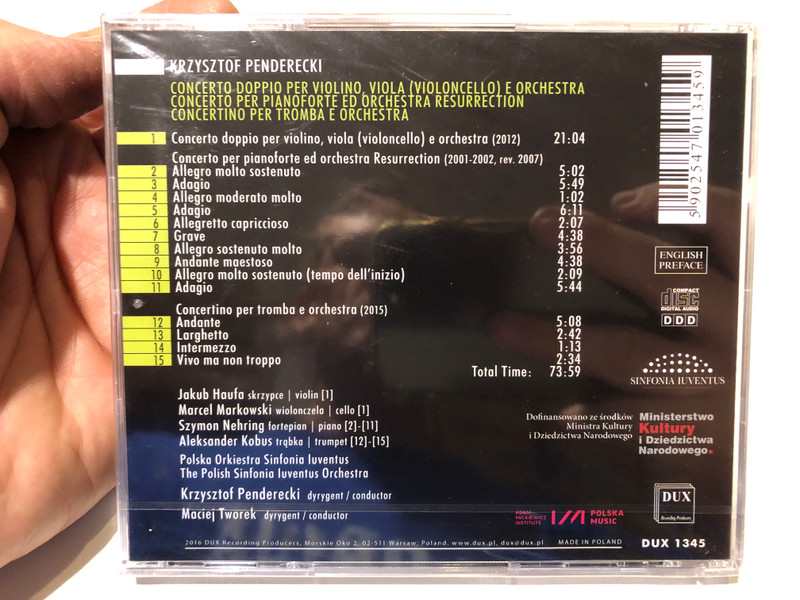 KRZYSZTOF PENDERECKI
CONCERTO DOPPIO PER VIOLINO, VIOLA (VIOLONCELLO) E ORCHESTRA
CONCERTO PER PIANOFORTE ED ORCHESTRA RESURRECTION
CONCERTINO PER TROMBA E ORCHESTRA
1 Concerto doppio per violino, viola (violoncello) e orchestra (2012) 21:04
Concerto per pianoforte ed orchestra Resurrection (2001-2002, rev. 2007)
2 Allegro molto sostenuto 5:02
3 Adagio 5:49
4 Allegro moderato molto 1:02
5 Adagio 6:11
6 Allegretto capriccioso 2:07
7 Grave 4:38
8 Allegro sostenuto molto 3:56
9 Andante maestoso 4:38
10 Allegro molto sostenuto (tempo dell'inizio) 2:09
11 Adagio 5:44
Concertino per tromba e orchestra (2015)
12 Andante 5:08
13 Larghetto 2:42
14 Intermezzo 1:13
15 Vivo ma non troppo 2:34
Total Time: 73:59
Jakub Haufa skrzypce | violin [1]
Marcel Markowski wiolonczela | cello [1]
Szymon Nehring fortepian | piano [2]-[11]
Aleksander Kobus trąbka | trumpet [12]-[15]
Polska Orkiestra Sinfonia Iuventus
The Polish Sinfonia Iuventus Orchestra
Krzysztof Penderecki dyrygent / conductor
Maciej Tworek dyrygent / conductor
2016 DUX Recording Producers, Morskie Oko 2, 02-511 Warsaw, Poland, www.dux.pl, dux@dux.pl
MADE IN POLAND
5 902547 013459
ENGLISH
PREFACE
COMPACT
disc
DIGITAL AUDIO
DDD
SINFONIA IUVENTUS
Dofinansowano ze środków
Ministra Kultury
i Dziedzictwa Narodowego
Ministerstwo
Kultury
i Dziedzictwa
Narodowego.
ADAM
MICKIEWICZ
INSTITUTE
POLSKA
MUSIC
DUX
Recording Producers
DUX 1345